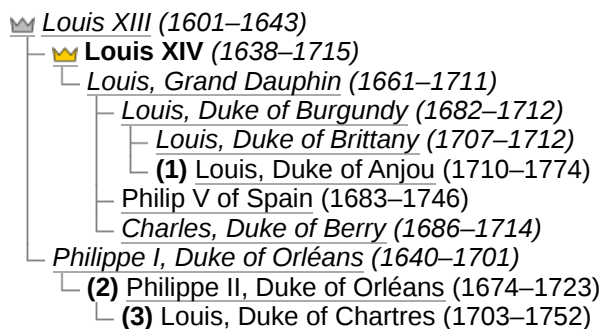 Louis XIII (1601–1643)
Louis XIV (1638–1715)
Louis, Grand Dauphin (1661–1711)
Louis, Duke of Burgundy (1682–1712)
Louis, Duke of Brittany (1707–1712)
(1) Louis, Duke of Anjou (1710–1774)
Philip V of Spain (1683–1746)
Charles, Duke of Berry (1686–1714)
Philippe I, Duke of Orléans (1640–1701)
(2) Philippe II, Duke of Orléans (1674–1723)
(3) Louis, Duke of Chartres (1703–1752)